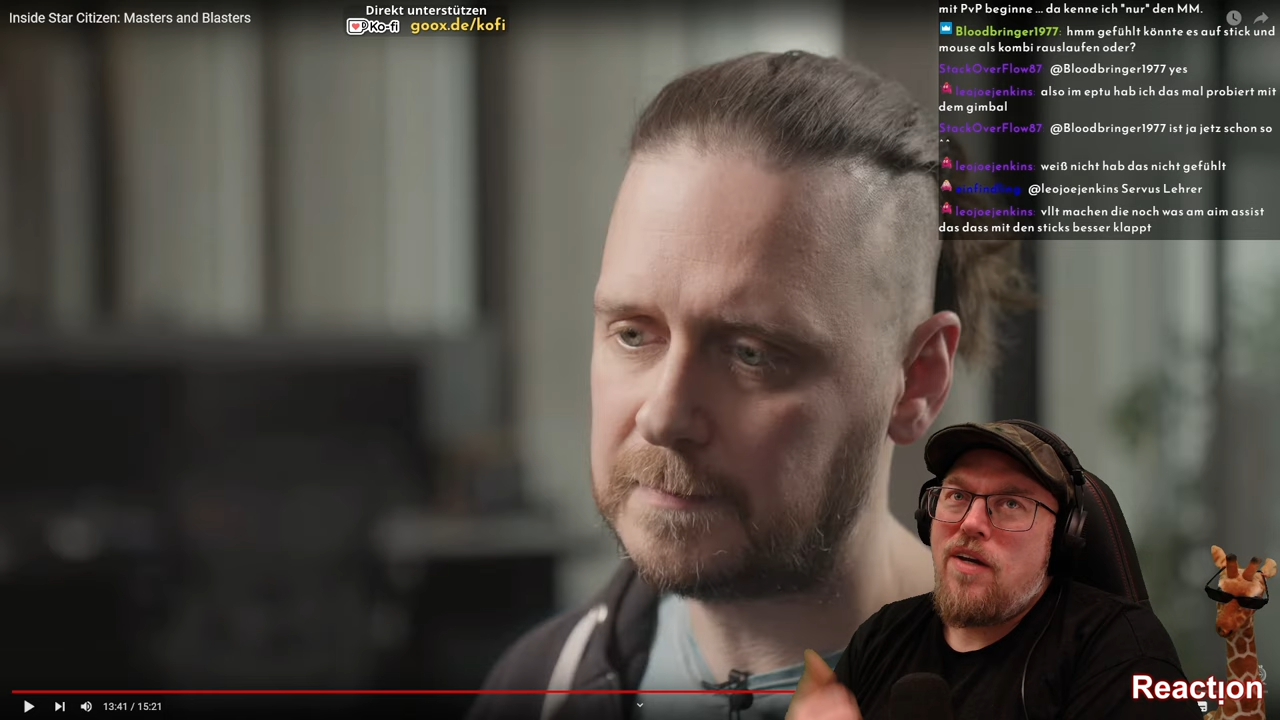 Inside Star Citizen: Masters and Blasters
Direkt unterstützen
Ko-fi goox.de/kofi
mit PvP beginne ... da kenne ich "nur" den MM.
Bloodbringer1977: hmm gefühlt könnte es auf stick und
mouse als kombi rauslaufen oder?
StackOverFlow87 @Bloodbringer1977 yes
leojoejenkins: also im eptu hab ich das mal probiert mit
dem gimbal
StackOverFlow87 @Bloodbringer1977 ist ja jetz schon so
^^
leojoejenkins: weiß nicht hab das nicht gefühlt
@leojoejenkins Servus Lehrer
leojoejenkins: vllt machen die noch was am aim assist
das dass mit den sticks besser klappt
Reaction
13:41 / 15:21